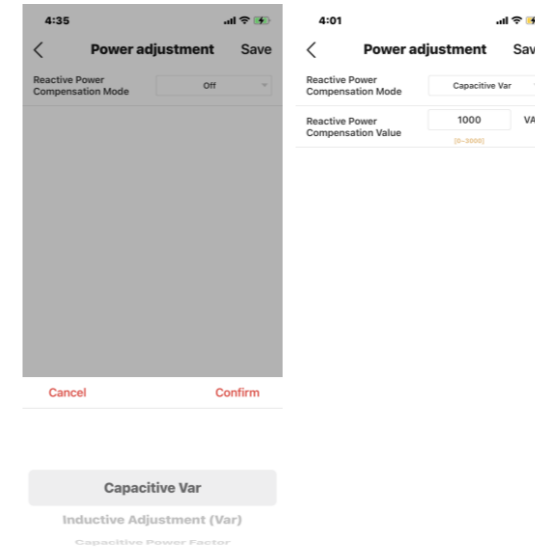 4:35
Power adjustment Save
Reactive Power
Compensation Mode
Off
Cancel Confirm
Capacitive Var
Inductive Adjustment (Var)
Capacitive Power Factor
4:01
Power adjustment Sav
Reactive Power
Compensation Mode
Capacitive Var
Reactive Power
Compensation Value
1000 VA
[0~3000]